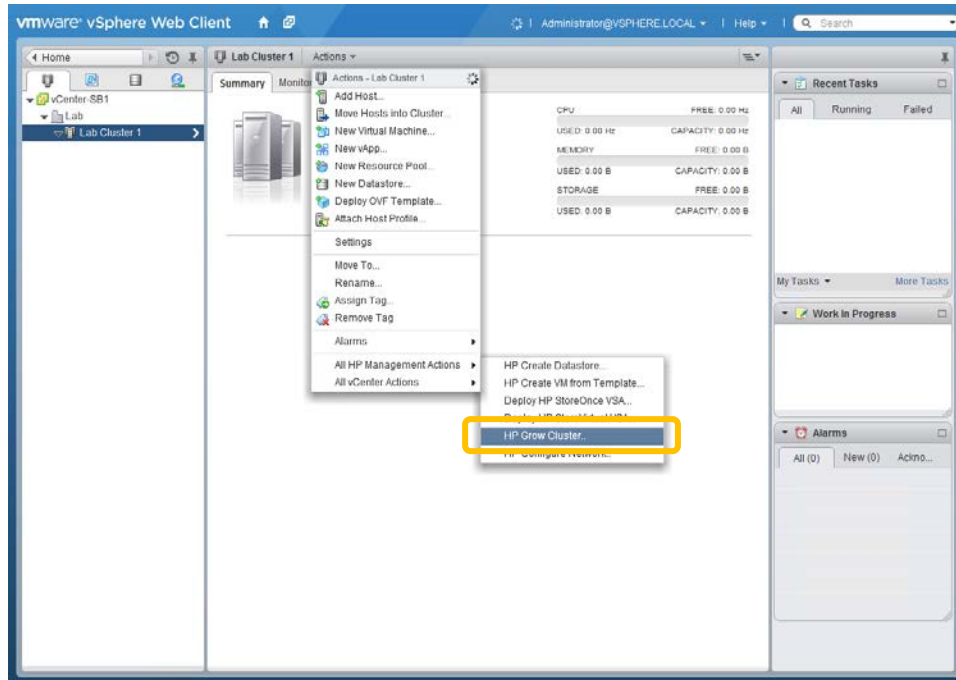 vmware® vSphere Web Client
Administrator@VSPHERE.LOCAL
Help
Search
Home
vCenter-SB1
Lab
Lab Cluster 1
Lab Cluster 1
Actions
Summary
Actions - Lab Cluster 1
Add Host...
Move Hosts into Cluster...
New Virtual Machine...
New vApp...
New Resource Pool...
New Datastore...
Deploy OVF Template...
Attach Host Profile...
Settings
Move To...
Rename...
Assign Tag...
Remove Tag
Alarms
All HP Management Actions
All vCenter Actions
HP Create Datastore...
HP Create VM from Template...
Deploy HP StoreOnce VSA...
HP Grow Cluster..
CPU FREE: 0.00 Hz
USED: 0.00 Hz CAPACITY: 0.00 Hz
MEMORY FREE: 0.00 B
USED: 0.00 B CAPACITY: 0.00 B
STORAGE FREE: 0.00 B
USED: 0.00 B CAPACITY: 0.00 B
Recent Tasks
All Running Failed
My Tasks More Tasks
Work In Progress
Alarms
All (0) New (0) Ackno...